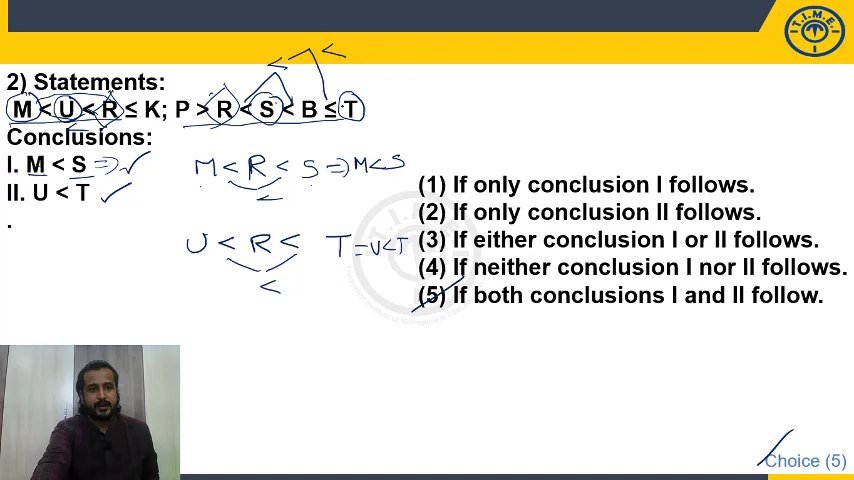 T.I.M.E.
2) Statements:
M < U < R ≤ K; P > R < S < B ≤ T
Conclusions:
I. M < S ⇒ ✓
II. U < T ✓
.
< <
M < R < S ⇒ M < S
<
U < R < T = U < T
<
(1) If only conclusion I follows.
(2) If only conclusion II follows.
(3) If either conclusion I or II follows.
(4) If neither conclusion I nor II follows.
(5) If both conclusions I and II follow.
Choice (5)